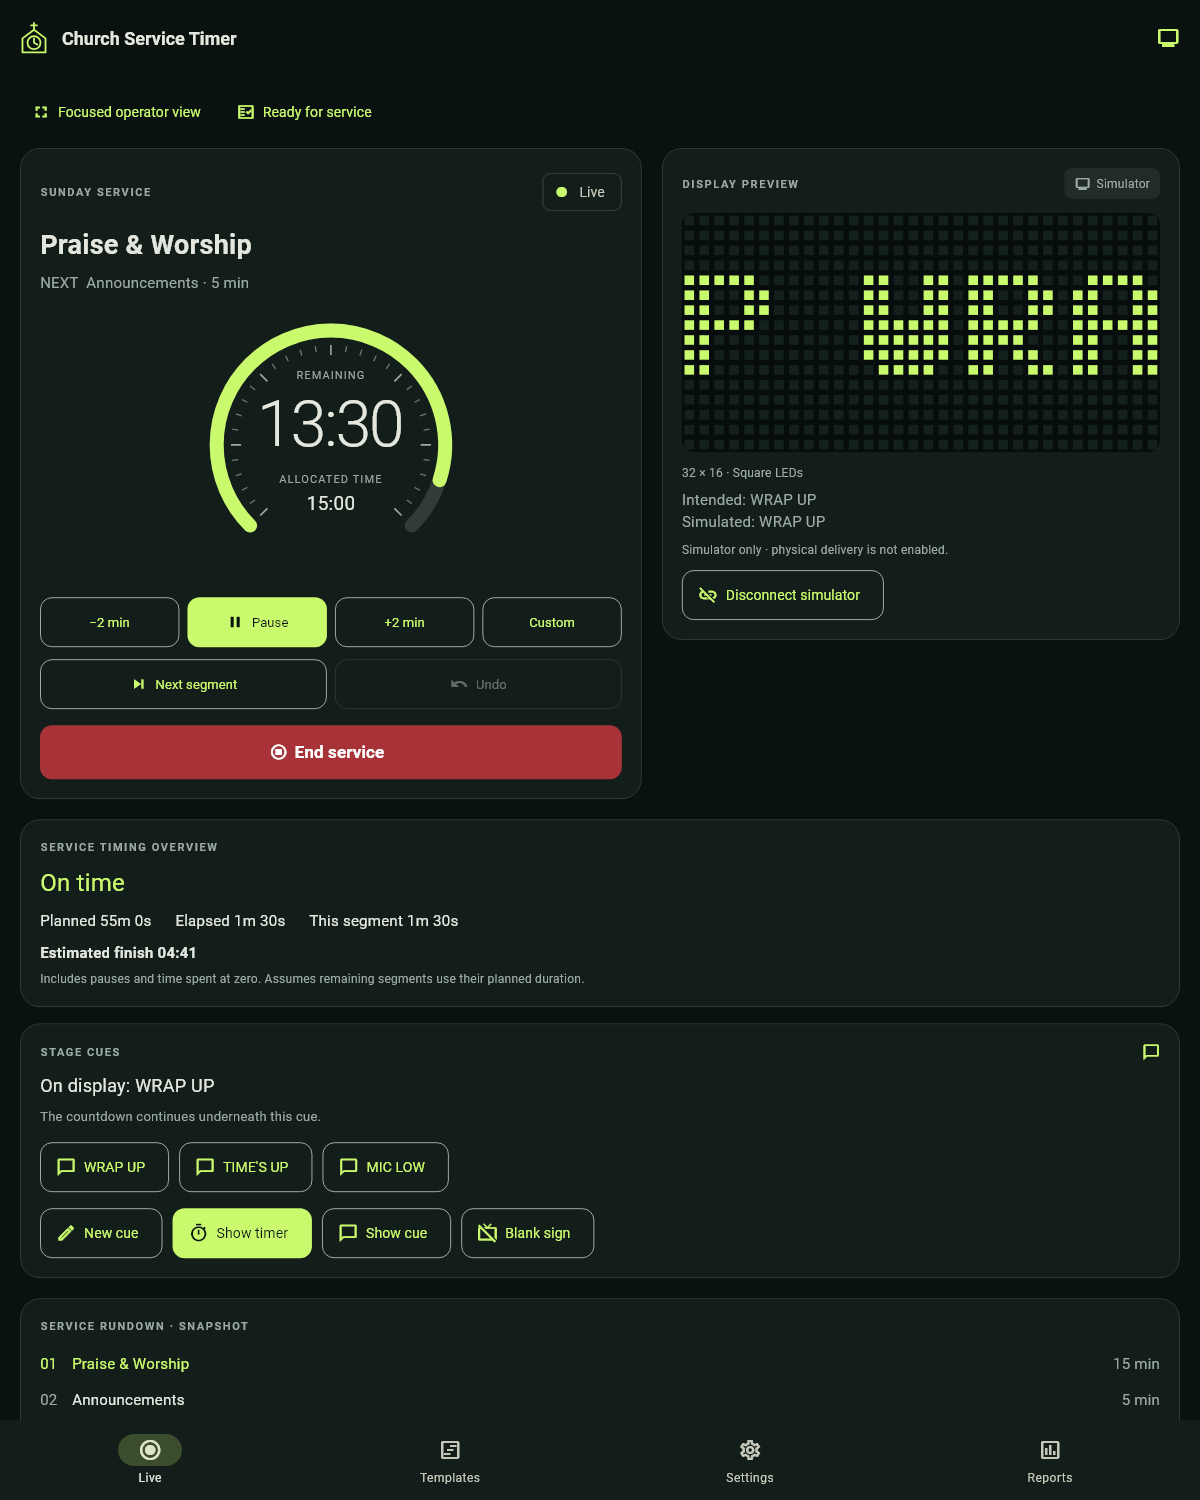 Church Service Timer
Focused operator view
Ready for service
SUNDAY SERVICE
Live
Praise & Worship
NEXT Announcements · 5 min
REMAINING
13:30
ALLOCATED TIME
15:00
−2 min
Pause
+2 min
Custom
Next segment
Undo
End service
DISPLAY PREVIEW
Simulator
P WRA
32 × 16 · Square LEDs
Intended: WRAP UP
Simulated: WRAP UP
Simulator only · physical delivery is not enabled.
Disconnect simulator
SERVICE TIMING OVERVIEW
On time
Planned 55m 0s Elapsed 1m 30s This segment 1m 30s
Estimated finish 04:41
Includes pauses and time spent at zero. Assumes remaining segments use their planned duration.
STAGE CUES
On display: WRAP UP
The countdown continues underneath this cue.
WRAP UP
TIME'S UP
MIC LOW
New cue
Show timer
Show cue
Blank sign
SERVICE RUNDOWN · SNAPSHOT
01 Praise & Worship 15 min
02 Announcements 5 min
Live
Templates
Settings
Reports